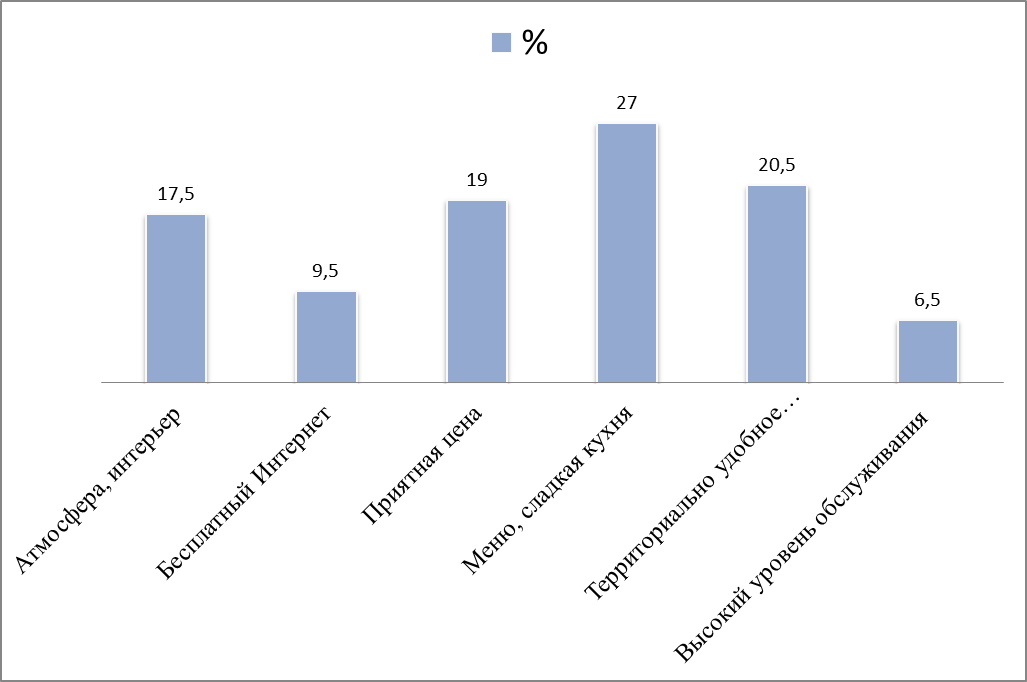 %
17,5
9,5
19
27
20,5
6,5
Атмосфера, интерьер
Бесплатный Интернет
Приятная цена
Меню, сладкая кухня
Территориально удобное…
Высокий уровень обслуживания